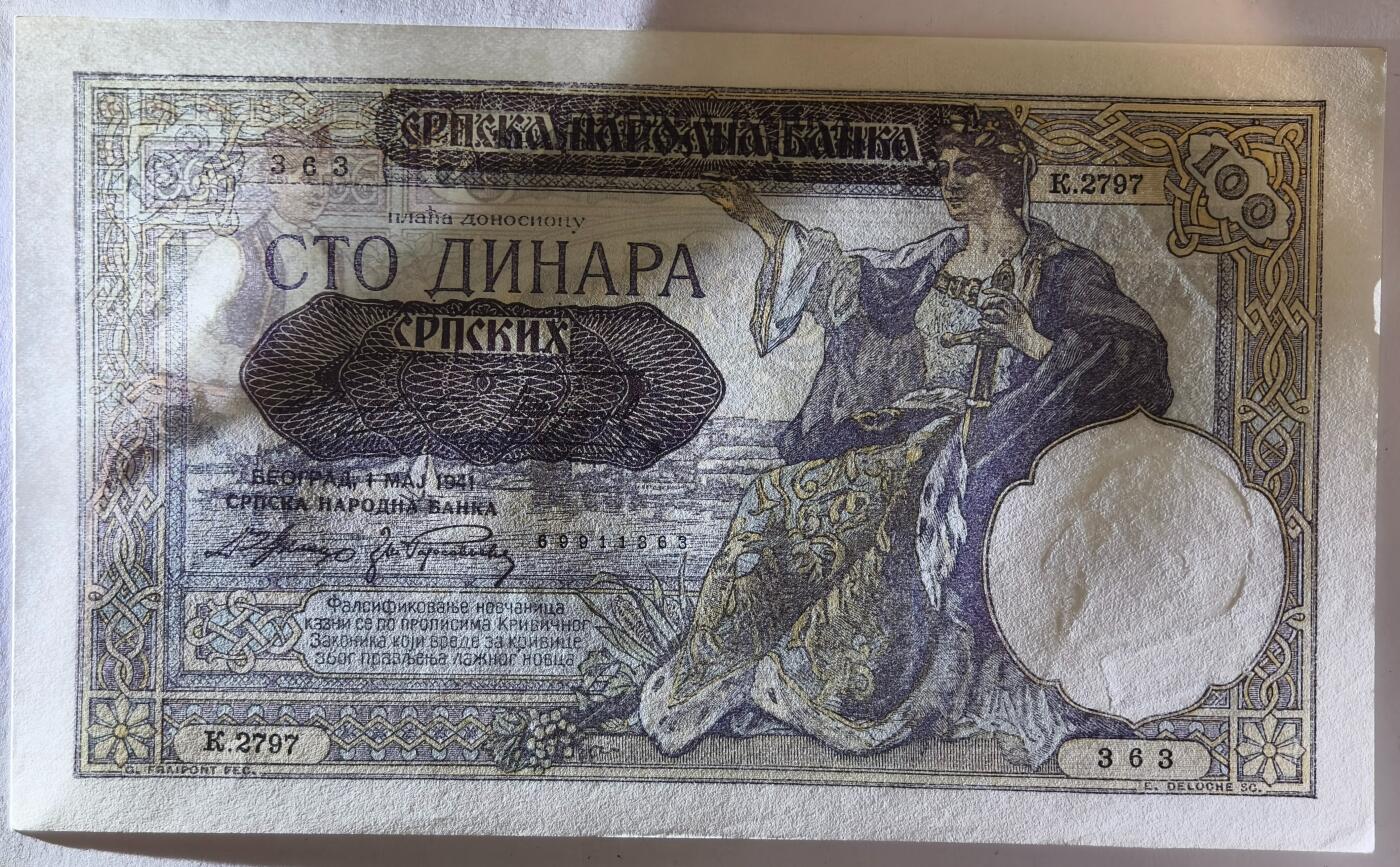 СРПСКА НАРОДНА БАНКА
363
К.2797
100
плаћа доносиоцу
СТО ДИНАРА
СРПСКИХ
БЕОГРАД, 1 МАЈ 1941
СРПСКА НАРОДНА БАНКА
69911363
Фалсификовање новчаница
казни се по прописима Кривичног
Законика који вреде за кривице
због прављења лажног новца
К.2797
363
G. FRAIPONT FEC.
E. DELOCHE SC.